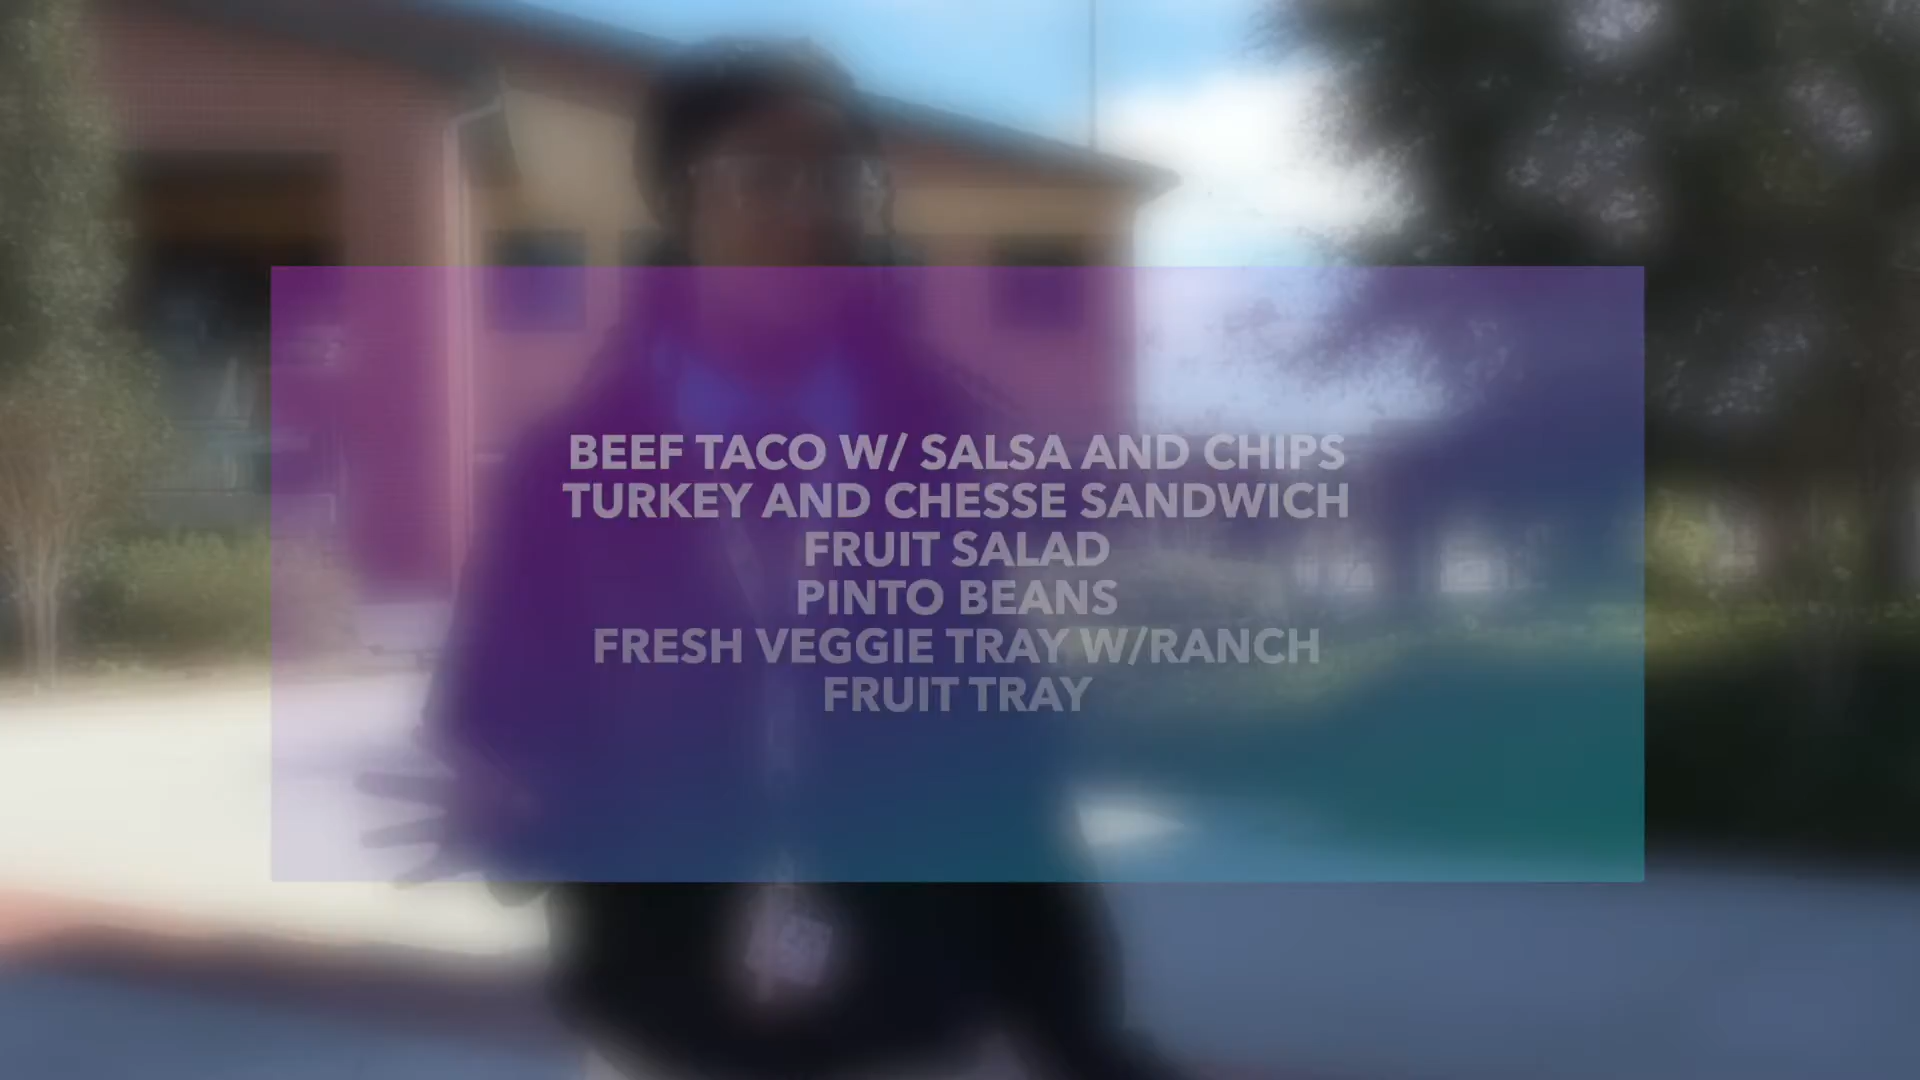 BEEF TACO W/ SALSA AND CHIPS
TURKEY AND CHESSE SANDWICH
FRUIT SALAD
PINTO BEANS
FRESH VEGGIE TRAY W/RANCH
FRUIT TRAY